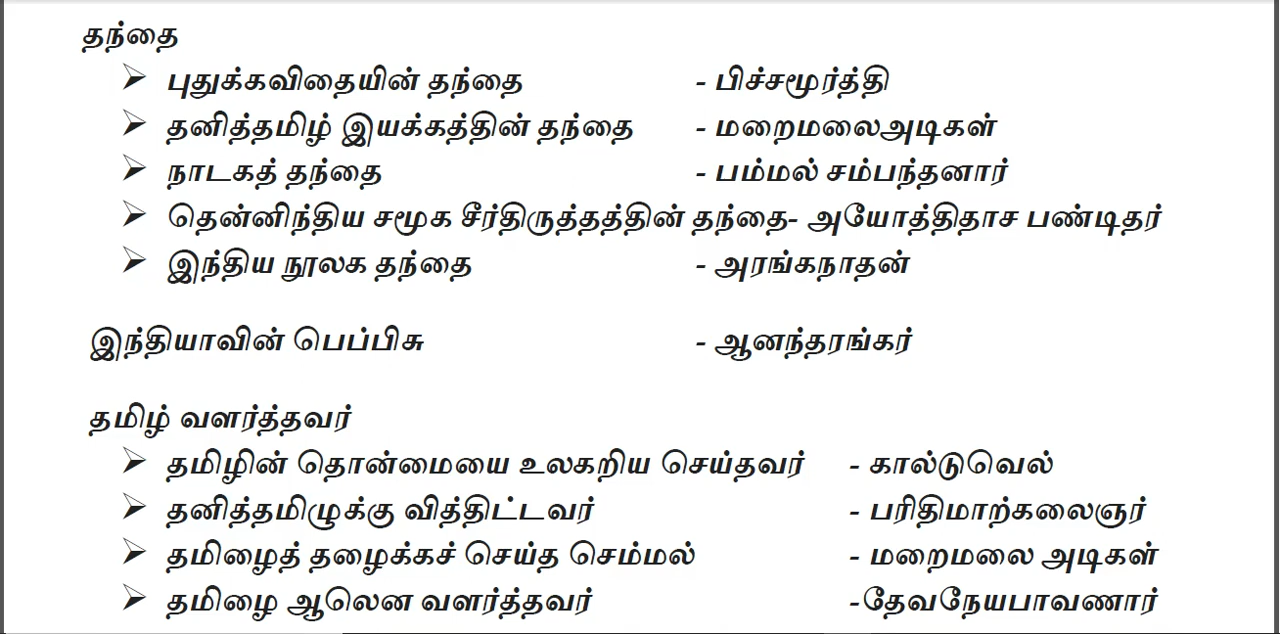 தந்தை
➢ புதுக்கவிதையின் தந்தை - பிச்சமூர்த்தி
➢ தனித்தமிழ் இயக்கத்தின் தந்தை - மறைமலைஅடிகள்
➢ நாடகத் தந்தை - பம்மல் சம்பந்தனார்
➢ தென்னிந்திய சமூக சீர்திருத்தத்தின் தந்தை- அயோத்திதாச பண்டிதர்
➢ இந்திய நூலக தந்தை - அரங்கநாதன்
இந்தியாவின் பெப்பிசு - ஆனந்தரங்கர்
தமிழ் வளர்த்தவர்
➢ தமிழின் தொன்மையை உலகறிய செய்தவர் - கால்டுவெல்
➢ தனித்தமிழுக்கு வித்திட்டவர் - பரிதிமாற்கலைஞர்
➢ தமிழைத் தழைக்கச் செய்த செம்மல் - மறைமலை அடிகள்
➢ தமிழை ஆலென வளர்த்தவர் -தேவநேயபாவணார்